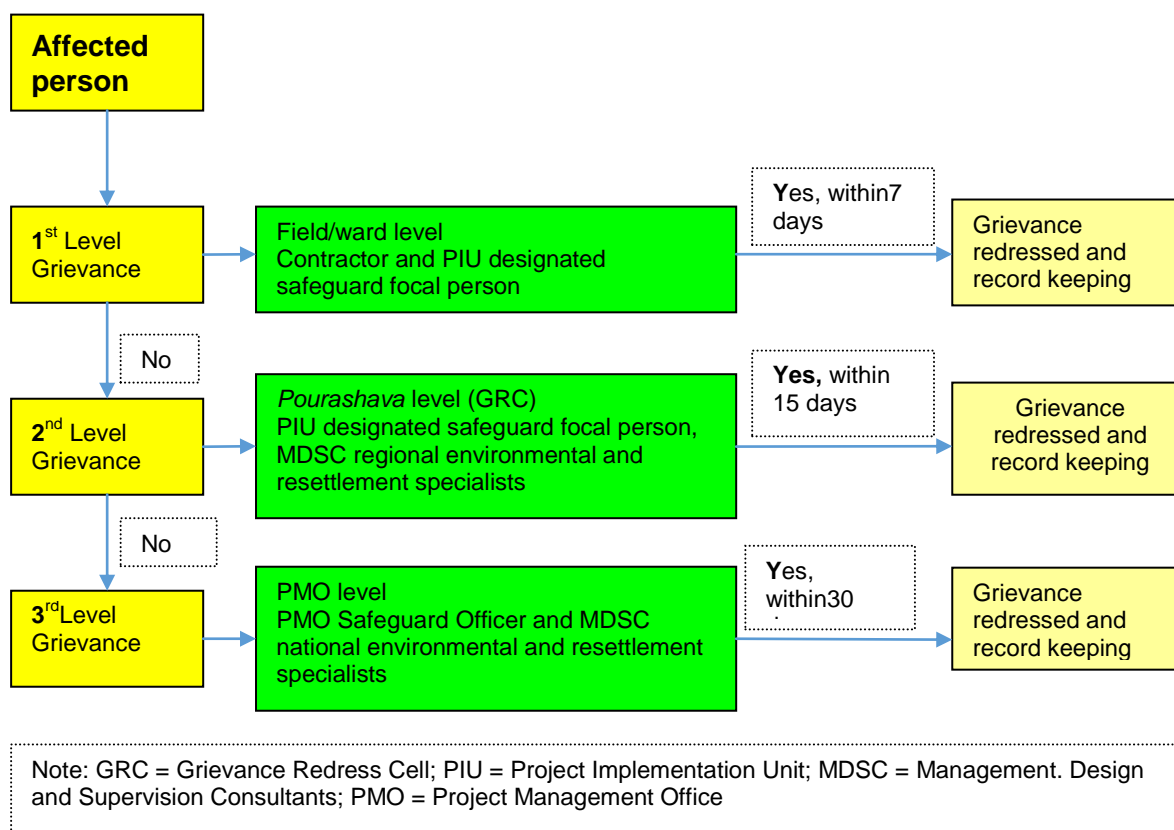 Affected
person
1st Level
Grievance
Field/ward level
Contractor and PIU designated
safeguard focal person
Yes, within7
days
Grievance
redressed and
record keeping
No
2nd Level
Grievance
Pourashava level (GRC)
PIU designated safeguard focal person,
MDSC regional environmental and
resettlement specialists
Yes, within
15 days
Grievance
redressed and
record keeping
No
3rdLevel
Grievance
PMO level
PMO Safeguard Officer and MDSC
national environmental and resettlement
specialists
Yes,
within30
Grievance
redressed and
record keeping
Note: GRC = Grievance Redress Cell; PIU = Project Implementation Unit; MDSC = Management. Design
and Supervision Consultants; PMO = Project Management Office